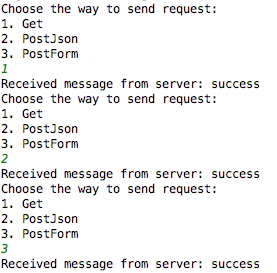 Choose the way to send request:
1. Get
2. PostJson
3. PostForm
1
Received message from server: success
Choose the way to send request:
1. Get
2. PostJson
3. PostForm
2
Received message from server: success
Choose the way to send request:
1. Get
2. PostJson
3. PostForm
3
Received message from server: success